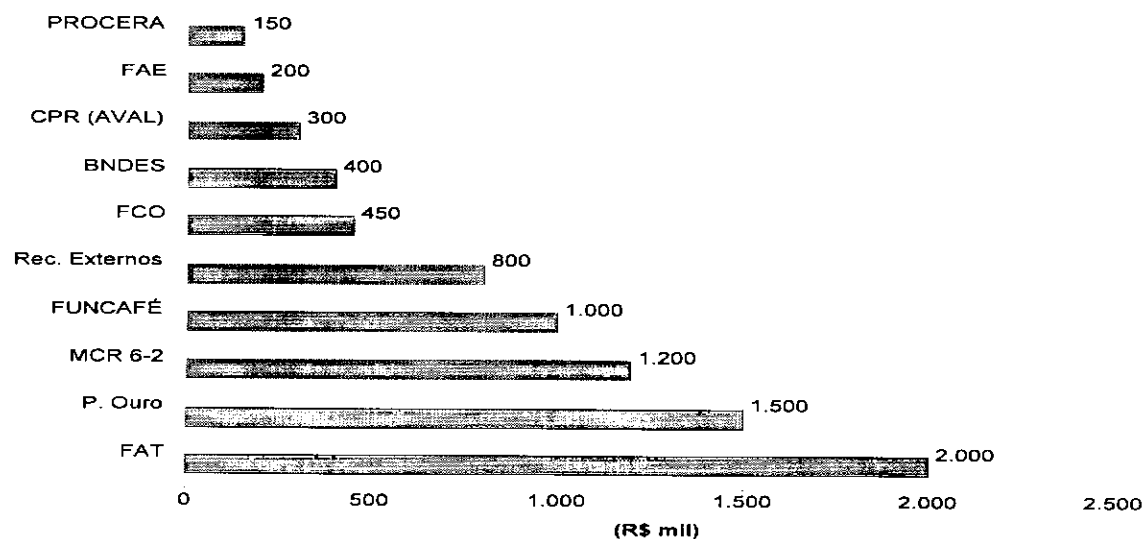 PROCERA 150
FAE 200
CPR (AVAL) 300
BNDES 400
FCO 450
Rec. Externos 800
FUNCAFÉ 1.000
MCR 6-2 1.200
P. Ouro 1.500
FAT 2.000
0 500 1.000 1.500 2.000 2.500
(R$ mil)